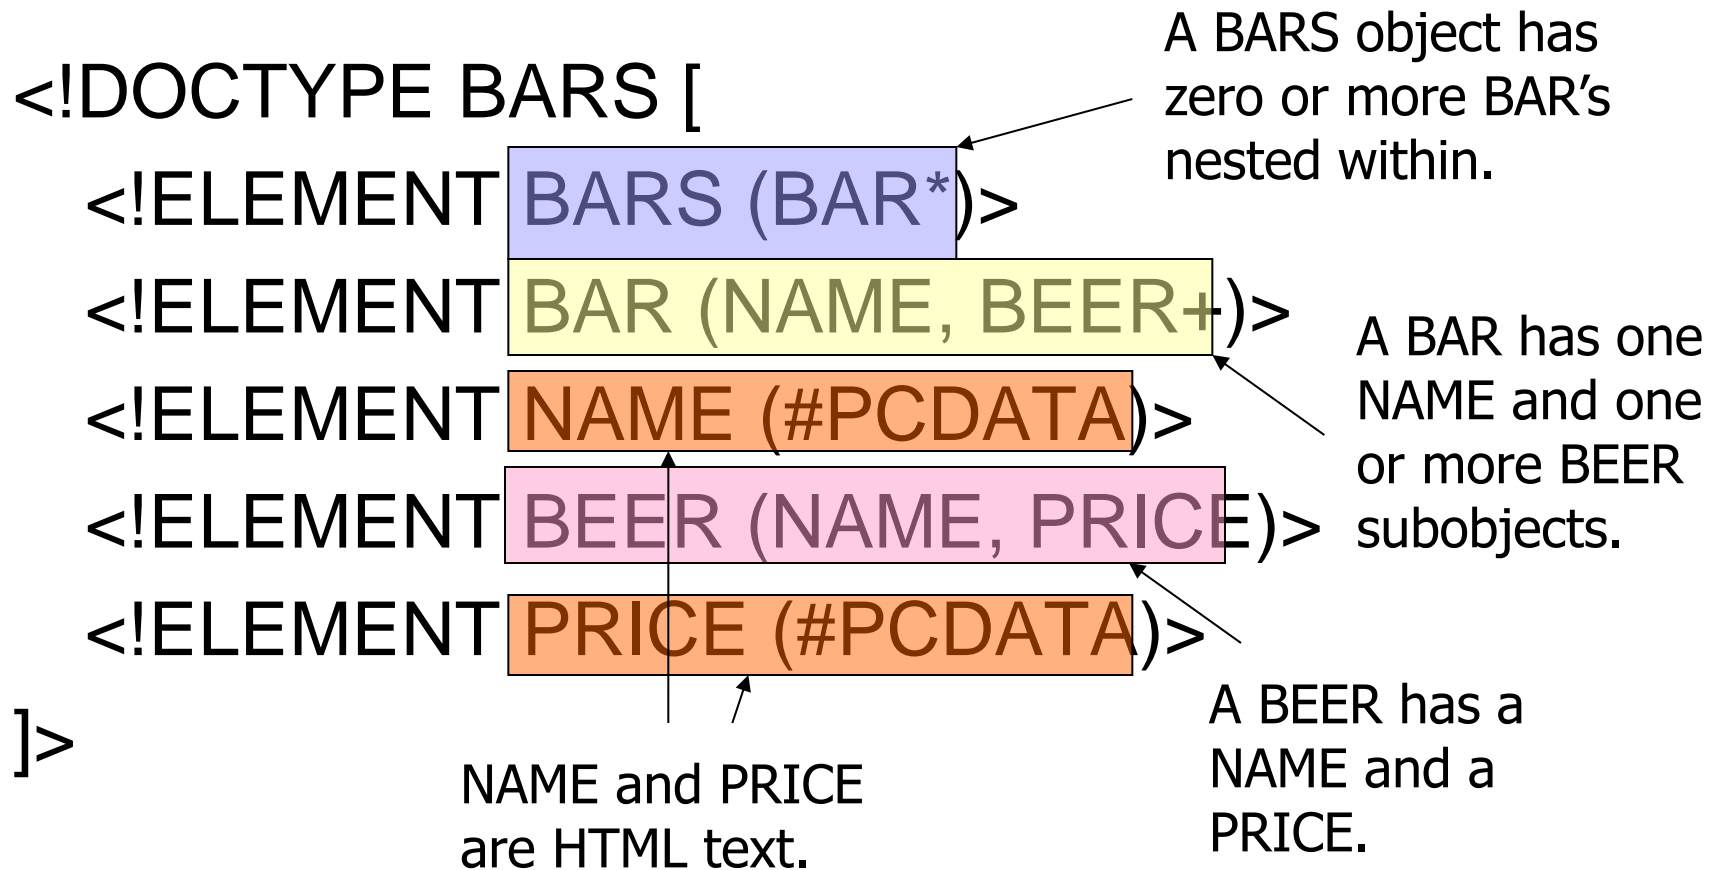 <!DOCTYPE BARS [
<!ELEMENT BARS (BAR*)>
<!ELEMENT BAR (NAME, BEER+)>
<!ELEMENT NAME (#PCDATA)>
<!ELEMENT BEER (NAME, PRICE)>
<!ELEMENT PRICE (#PCDATA)>
]>
A BARS object has
zero or more BAR’s
nested within.
A BAR has one
NAME and one
or more BEER
subobjects.
A BEER has a
NAME and a
PRICE.
NAME and PRICE
are HTML text.